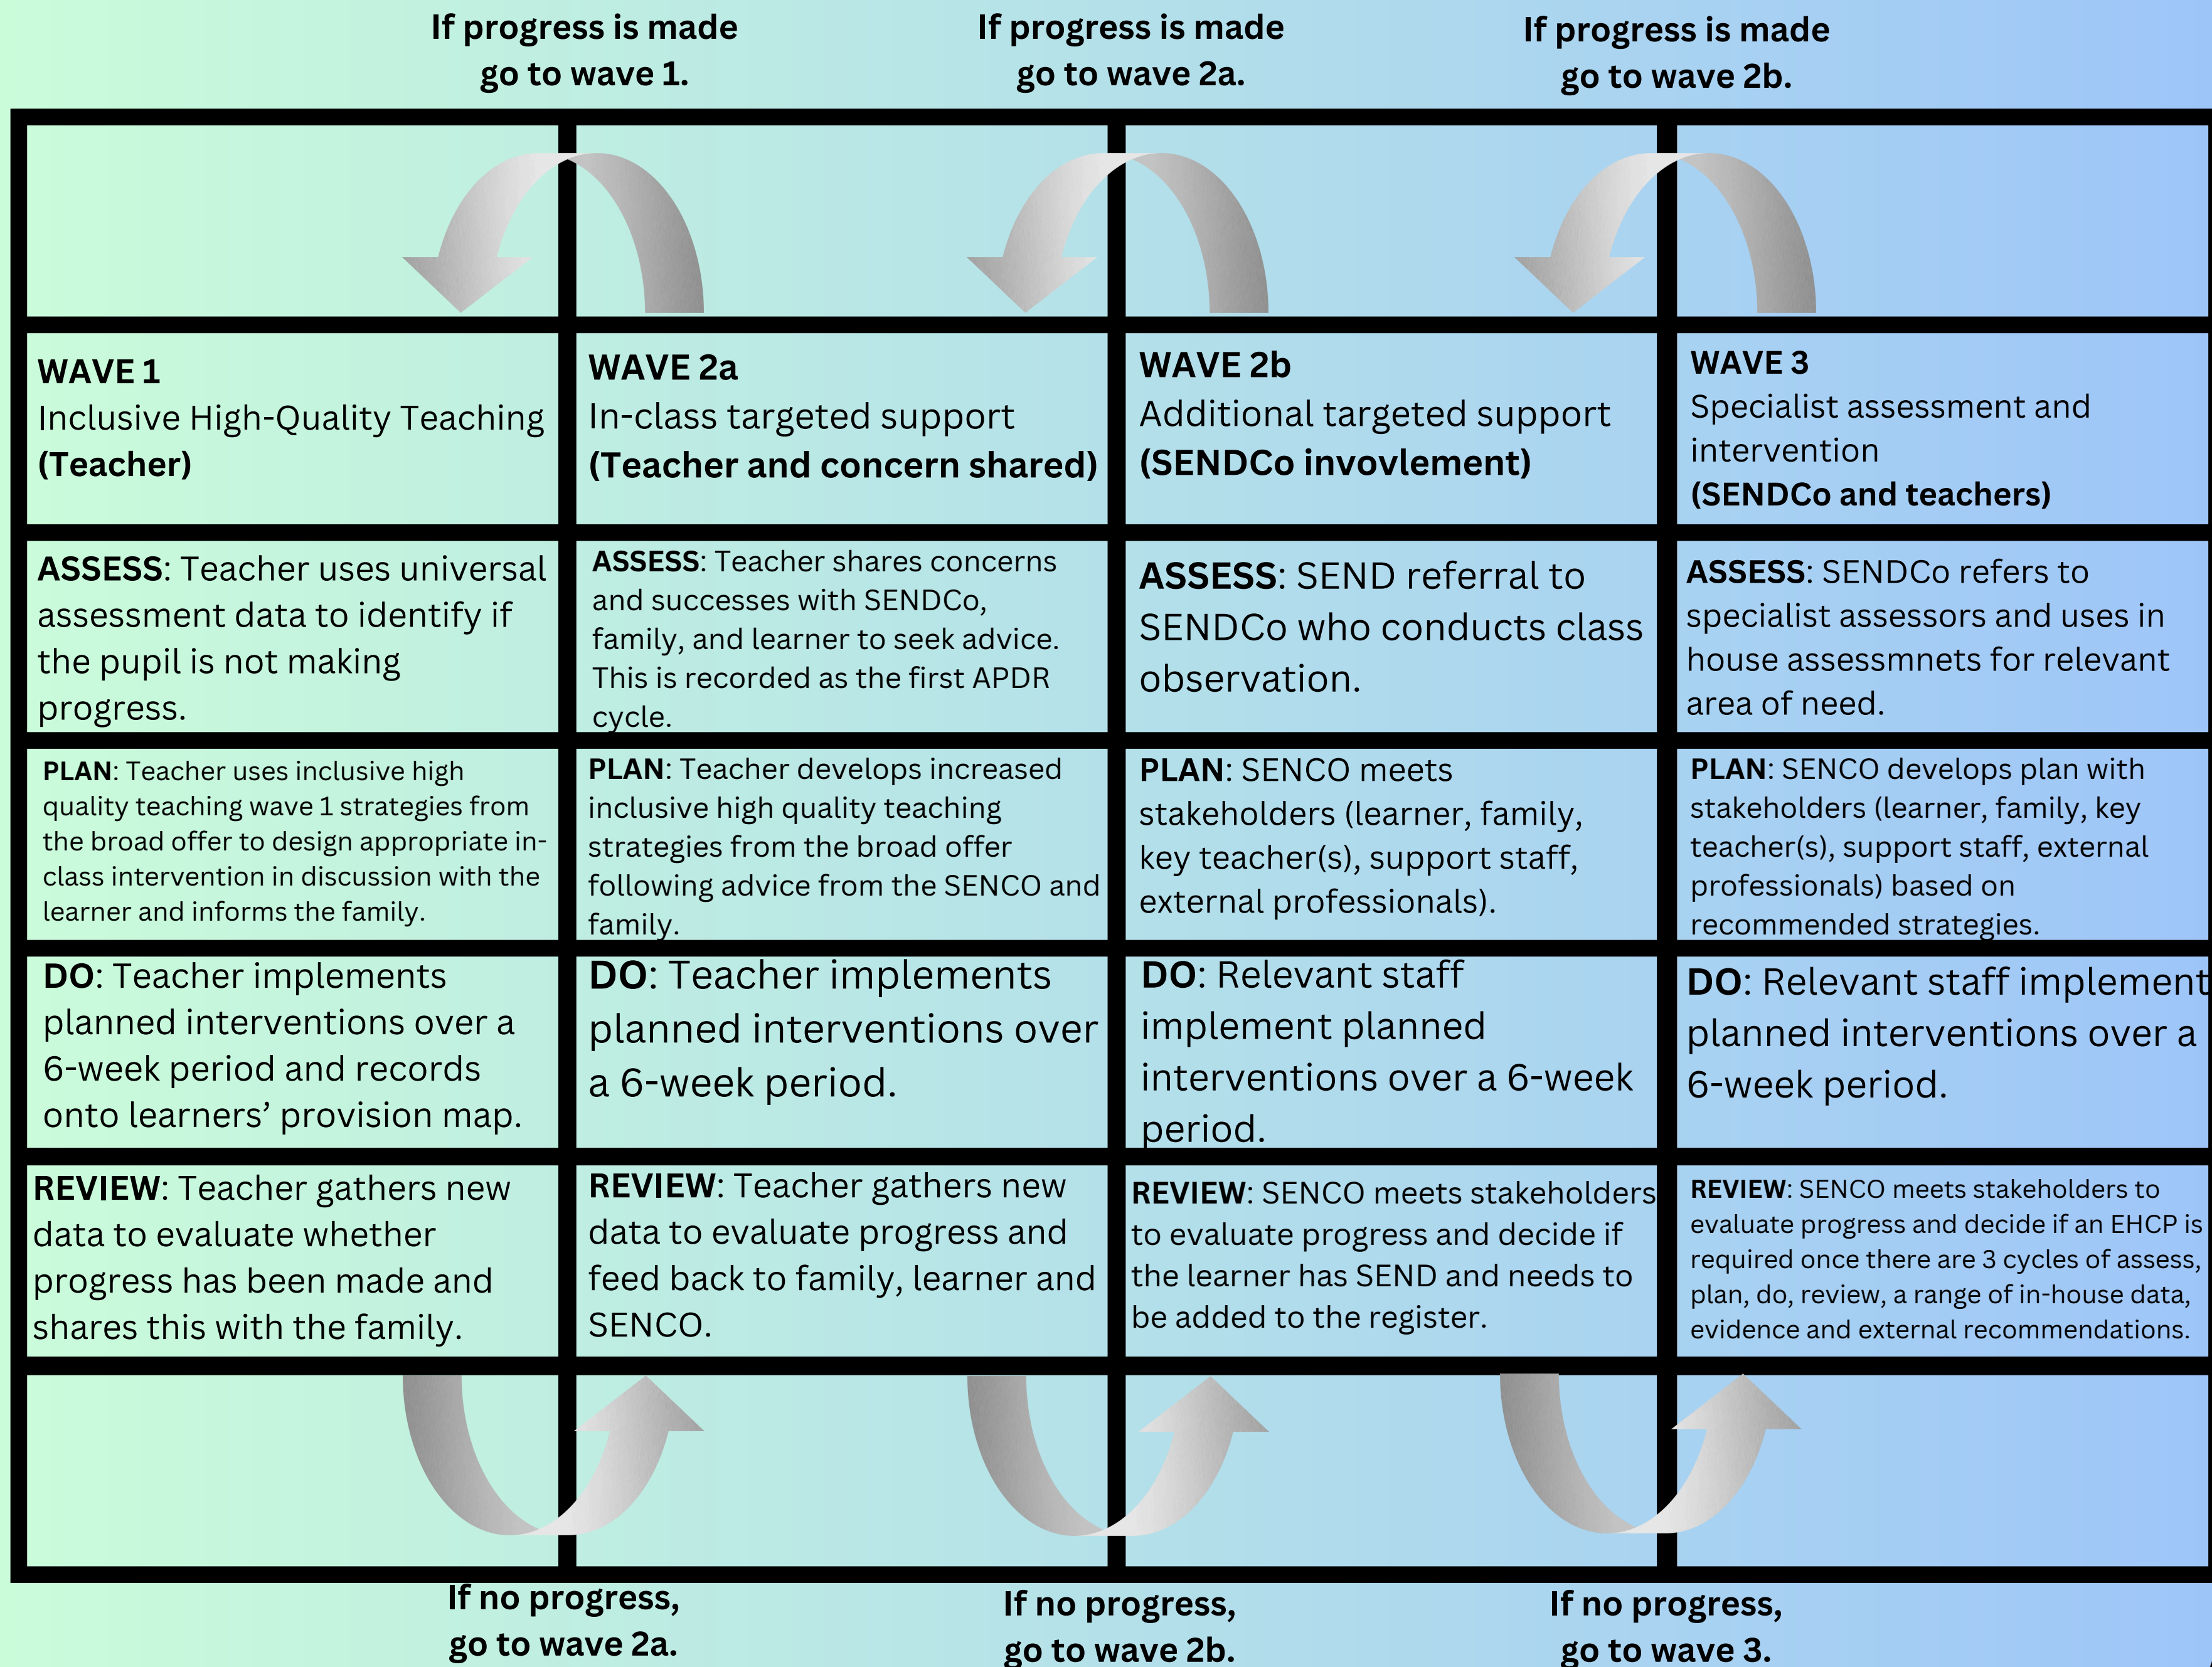 If progress is made
go to wave 1.
If progress is made
go to wave 2a.
If progress is made
go to wave 2b.
WAVE 1
Inclusive High-Quality Teaching
(Teacher)
WAVE 2a
In-class targeted support
(Teacher and concern shared)
WAVE 2b
Additional targeted support
(SENDCo invovlement)
WAVE 3
Specialist assessment and
intervention
(SENDCo and teachers)
ASSESS: Teacher uses universal
assessment data to identify if
the pupil is not making
progress.
ASSESS: Teacher shares concerns
and successes with SENDCo,
family, and learner to seek advice.
This is recorded as the first APDR
cycle.
ASSESS: SEND referral to
SENDCo who conducts class
observation.
ASSESS: SENDCo refers to
specialist assessors and uses in
house assessmnets for relevant
area of need.
PLAN: Teacher uses inclusive high
quality teaching wave 1 strategies from
the broad offer to design appropriate in-
class intervention in discussion with the
learner and informs the family.
PLAN: Teacher develops increased
inclusive high quality teaching
strategies from the broad offer
following advice from the SENCO and
family.
PLAN: SENCO meets
stakeholders (learner, family,
key teacher(s), support staff,
external professionals).
PLAN: SENCO develops plan with
stakeholders (learner, family, key
teacher(s), support staff, external
professionals) based on
recommended strategies.
DO: Teacher implements
planned interventions over a
6-week period and records
onto learners’ provision map.
DO: Teacher implements
planned interventions over
a 6-week period.
DO: Relevant staff
implement planned
interventions over a 6-week
period.
DO: Relevant staff implement
planned interventions over a
6-week period.
REVIEW: Teacher gathers new
data to evaluate whether
progress has been made and
shares this with the family.
REVIEW: Teacher gathers new
data to evaluate progress and
feed back to family, learner and
SENCO.
REVIEW: SENCO meets stakeholders
to evaluate progress and decide if
the learner has SEND and needs to
be added to the register.
REVIEW: SENCO meets stakeholders to
evaluate progress and decide if an EHCP is
required once there are 3 cycles of assess,
plan, do, review, a range of in-house data,
evidence and external recommendations.
If no progress,
go to wave 2a.
If no progress,
go to wave 2b.
If no progress,
go to wave 3.